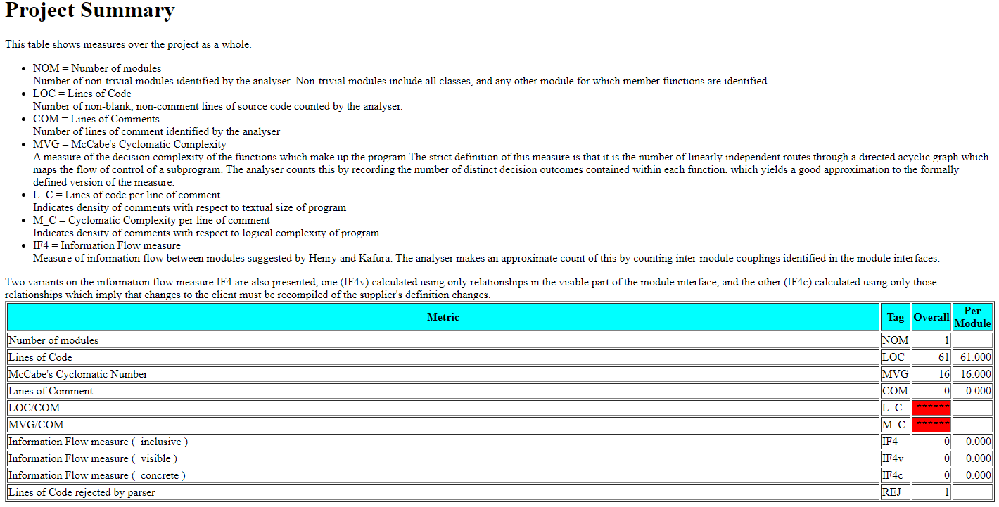 Project Summary
This table shows measures over the project as a whole.
• NOM = Number of modules
Number of non-trivial modules identified by the analyser. Non-trivial modules include all classes, and any other module for which member functions are identified.
• LOC = Lines of Code
Number of non-blank, non-comment lines of source code counted by the analyser.
• COM = Lines of Comments
Number of lines of comment identified by the analyser
• MVG = McCabe's Cyclomatic Complexity
A measure of the decision complexity of the functions which make up the program.The strict definition of this measure is that it is the number of linearly independent routes through a directed acyclic graph which
maps the flow of control of a subprogram. The analyser counts this by recording the number of distinct decision outcomes contained within each function, which yields a good approximation to the formally
defined version of the measure.
• L_C = Lines of code per line of comment
Indicates density of comments with respect to textual size of program
• M_C = Cyclomatic Complexity per line of comment
Indicates density of comments with respect to logical complexity of program
• IF4 = Information Flow measure
Measure of information flow between modules suggested by Henry and Kafura. The analyser makes an approximate count of this by counting inter-module couplings identified in the module interfaces.
Two variants on the information flow measure IF4 are also presented, one (IF4v) calculated using only relationships in the visible part of the module interface, and the other (IF4c) calculated using only those
relationships which imply that changes to the client must be recompiled of the supplier's definition changes.
Metric Tag Overall Per Module
Number of modules NOM 1
Lines of Code LOC 61 61.000
McCabe's Cyclomatic Number MVG 16 16.000
Lines of Comment COM 0 0.000
LOC/COM L_C ******
MVG/COM M_C ******
Information Flow measure ( inclusive ) IF4 0 0.000
Information Flow measure ( visible ) IF4v 0 0.000
Information Flow measure ( concrete ) IF4c 0 0.000
Lines of Code rejected by parser REJ 1